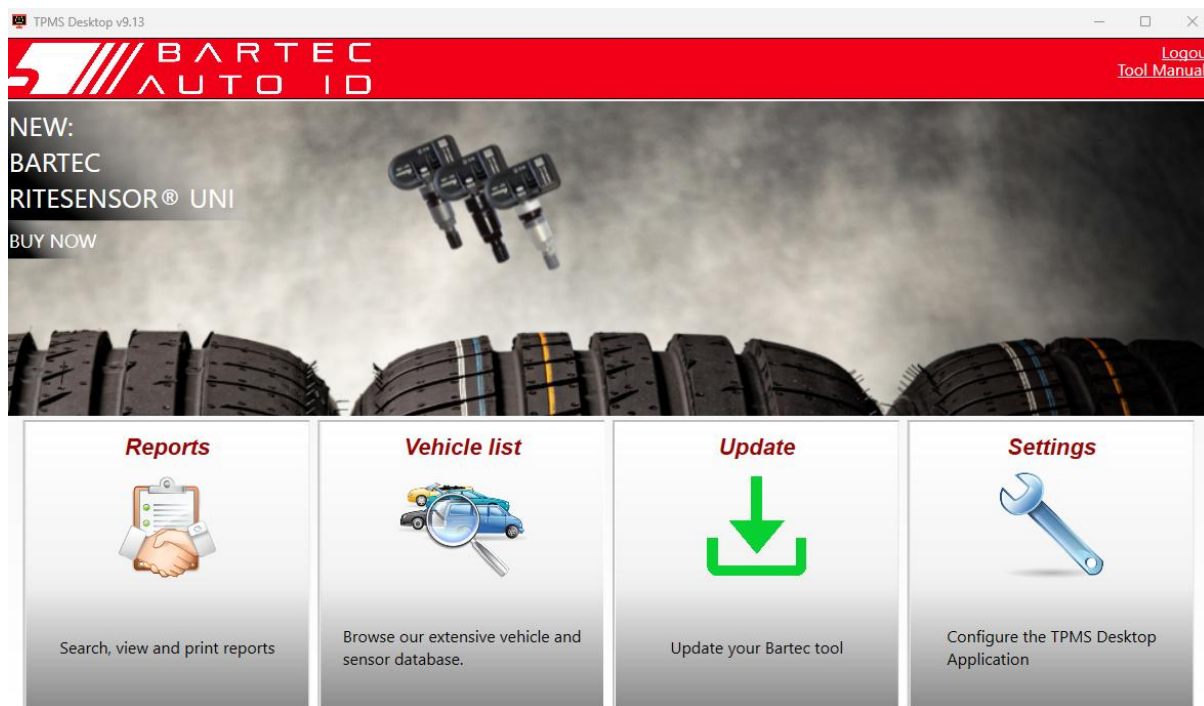 TPMS Desktop v9.13
BARTEC
AUTO ID
Logou
Tool Manual
NEW:
BARTEC
RITESENSOR® UNI
BUY NOW
Reports
Vehicle list
Update
Settings
Search, view and print reports
Browse our extensive vehicle and
sensor database.
Update your Bartec tool
Configure the TPMS Desktop
Application